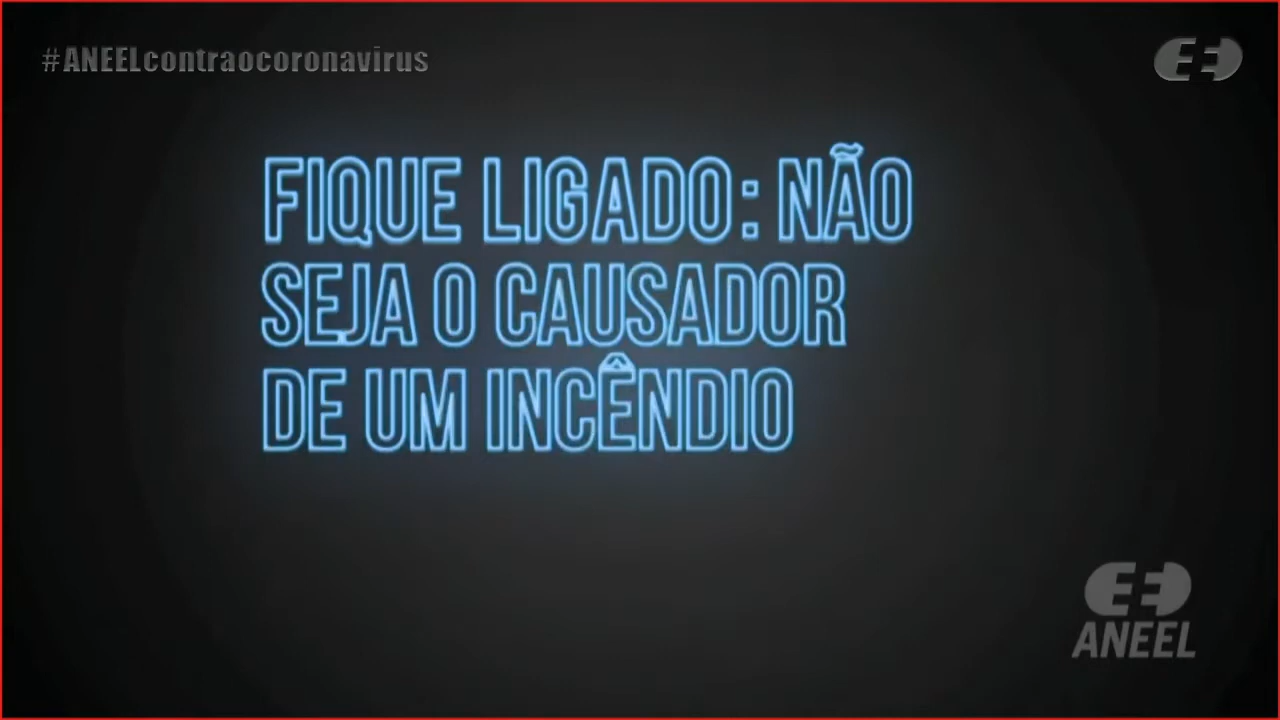 #ANEELcontraocoronavirus
FIQUE LIGADO: NÃO
SEJA O CAUSADOR
DE UM INCÊNDIO
ANEEL